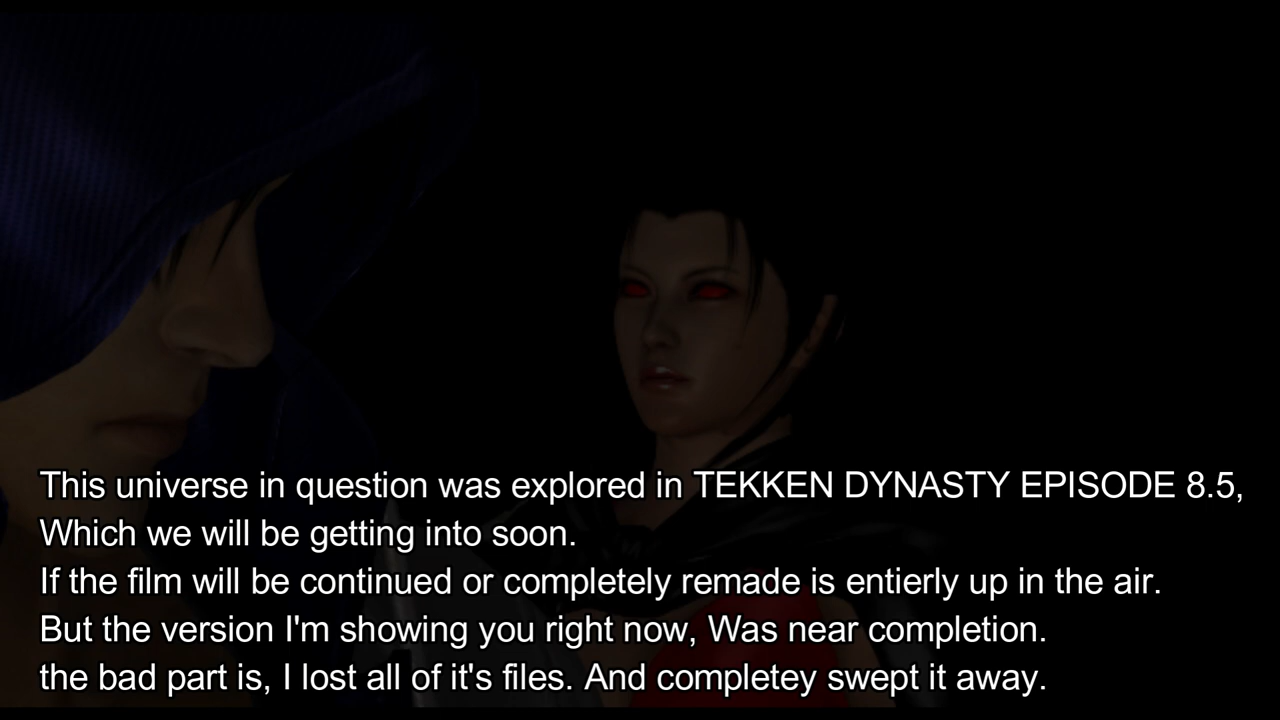 This universe in question was explored in TEKKEN DYNASTY EPISODE 8.5,
Which we will be getting into soon.
If the film will be continued or completely remade is entierly up in the air.
But the version I'm showing you right now, Was near completion.
the bad part is, I lost all of it's files. And completey swept it away.